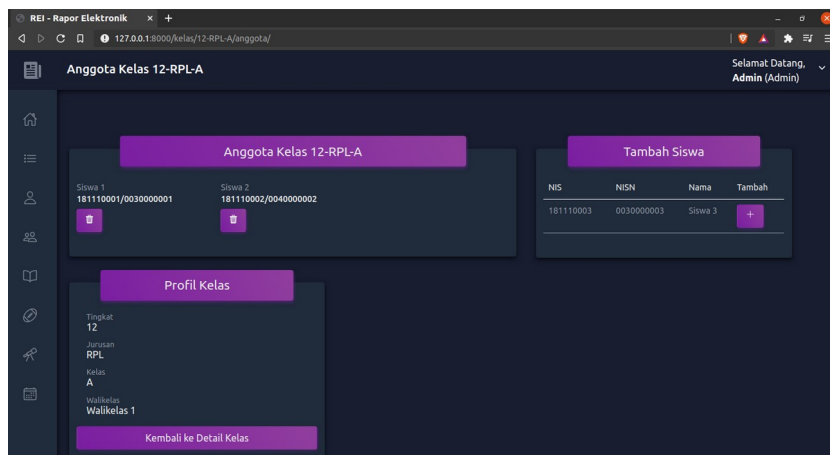 REI - Rapor Elektronik
127.0.0.1:8000/kelas/12-RPL-A/anggota/
Anggota Kelas 12-RPL-A
Selamat Datang,
Admin (Admin)
Anggota Kelas 12-RPL-A
Siswa 1
181110001/0030000001
Siswa 2
181110002/0040000002
Tambah Siswa
NIS NISN Nama Tambah
181110003 0030000003 Siswa 3
Profil Kelas
Tingkat
12
Jurusan
RPL
Kelas
A
Walikelas
Walikelas 1
Kembali ke Detail Kelas